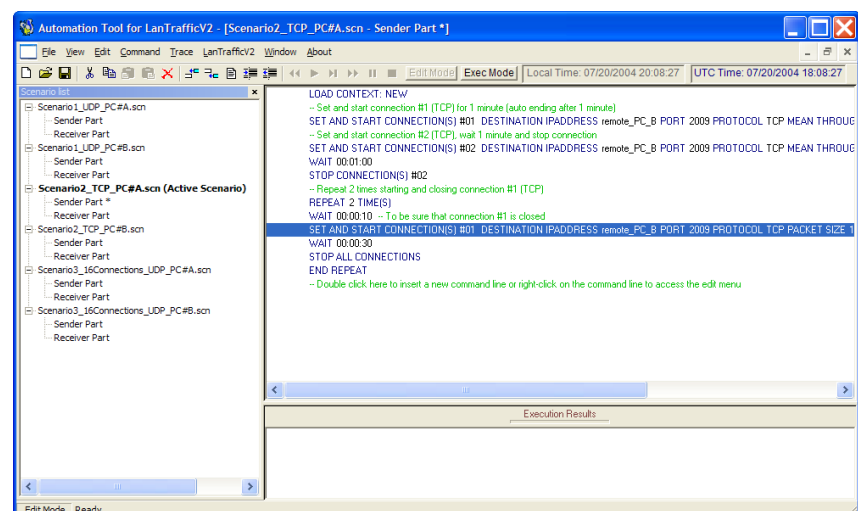 Automation Tool for LanTrafficV2 - [Scenario2_TCP_PC#A.scn - Sender Part *]
File View Edit Command Trace LanTrafficV2 Window About
Edit Mode Exec Mode Local Time: 07/20/2004 20:08:27 UTC Time: 07/20/2004 18:08:27
Scenario list
Scenario1_UDP_PC#A.scn
Sender Part
Receiver Part
Scenario1_UDP_PC#B.scn
Sender Part
Receiver Part
Scenario2_TCP_PC#A.scn (Active Scenario)
Sender Part *
Receiver Part
Scenario2_TCP_PC#B.scn
Sender Part
Receiver Part
Scenario3_16Connections_UDP_PC#A.scn
Sender Part
Receiver Part
Scenario3_16Connections_UDP_PC#B.scn
Sender Part
Receiver Part
LOAD CONTEXT: NEW
-- Set and start connection #1 (TCP) for 1 minute (auto ending after 1 minute)
SET AND START CONNECTION(S) #01 DESTINATION IPADDRESS remote_PC_B PORT 2009 PROTOCOL TCP MEAN THROUG
-- Set and start connection #2 (TCP), wait 1 minute and stop connection
SET AND START CONNECTION(S) #02 DESTINATION IPADDRESS remote_PC_B PORT 2009 PROTOCOL TCP MEAN THROUG
WAIT 00:01:00
STOP CONNECTION(S) #02
-- Repeat 2 times starting and closing connection #1 (TCP)
REPEAT 2 TIME(S)
WAIT 00:00:10 -- To be sure that connection #1 is closed
SET AND START CONNECTION(S) #01 DESTINATION IPADDRESS remote_PC_B PORT 2009 PROTOCOL TCP PACKET SIZE 1
WAIT 00:00:30
STOP ALL CONNECTIONS
END REPEAT
-- Double click here to insert a new command line or right-click on the command line to access the edit menu
Execution Results
Edit Mode Ready